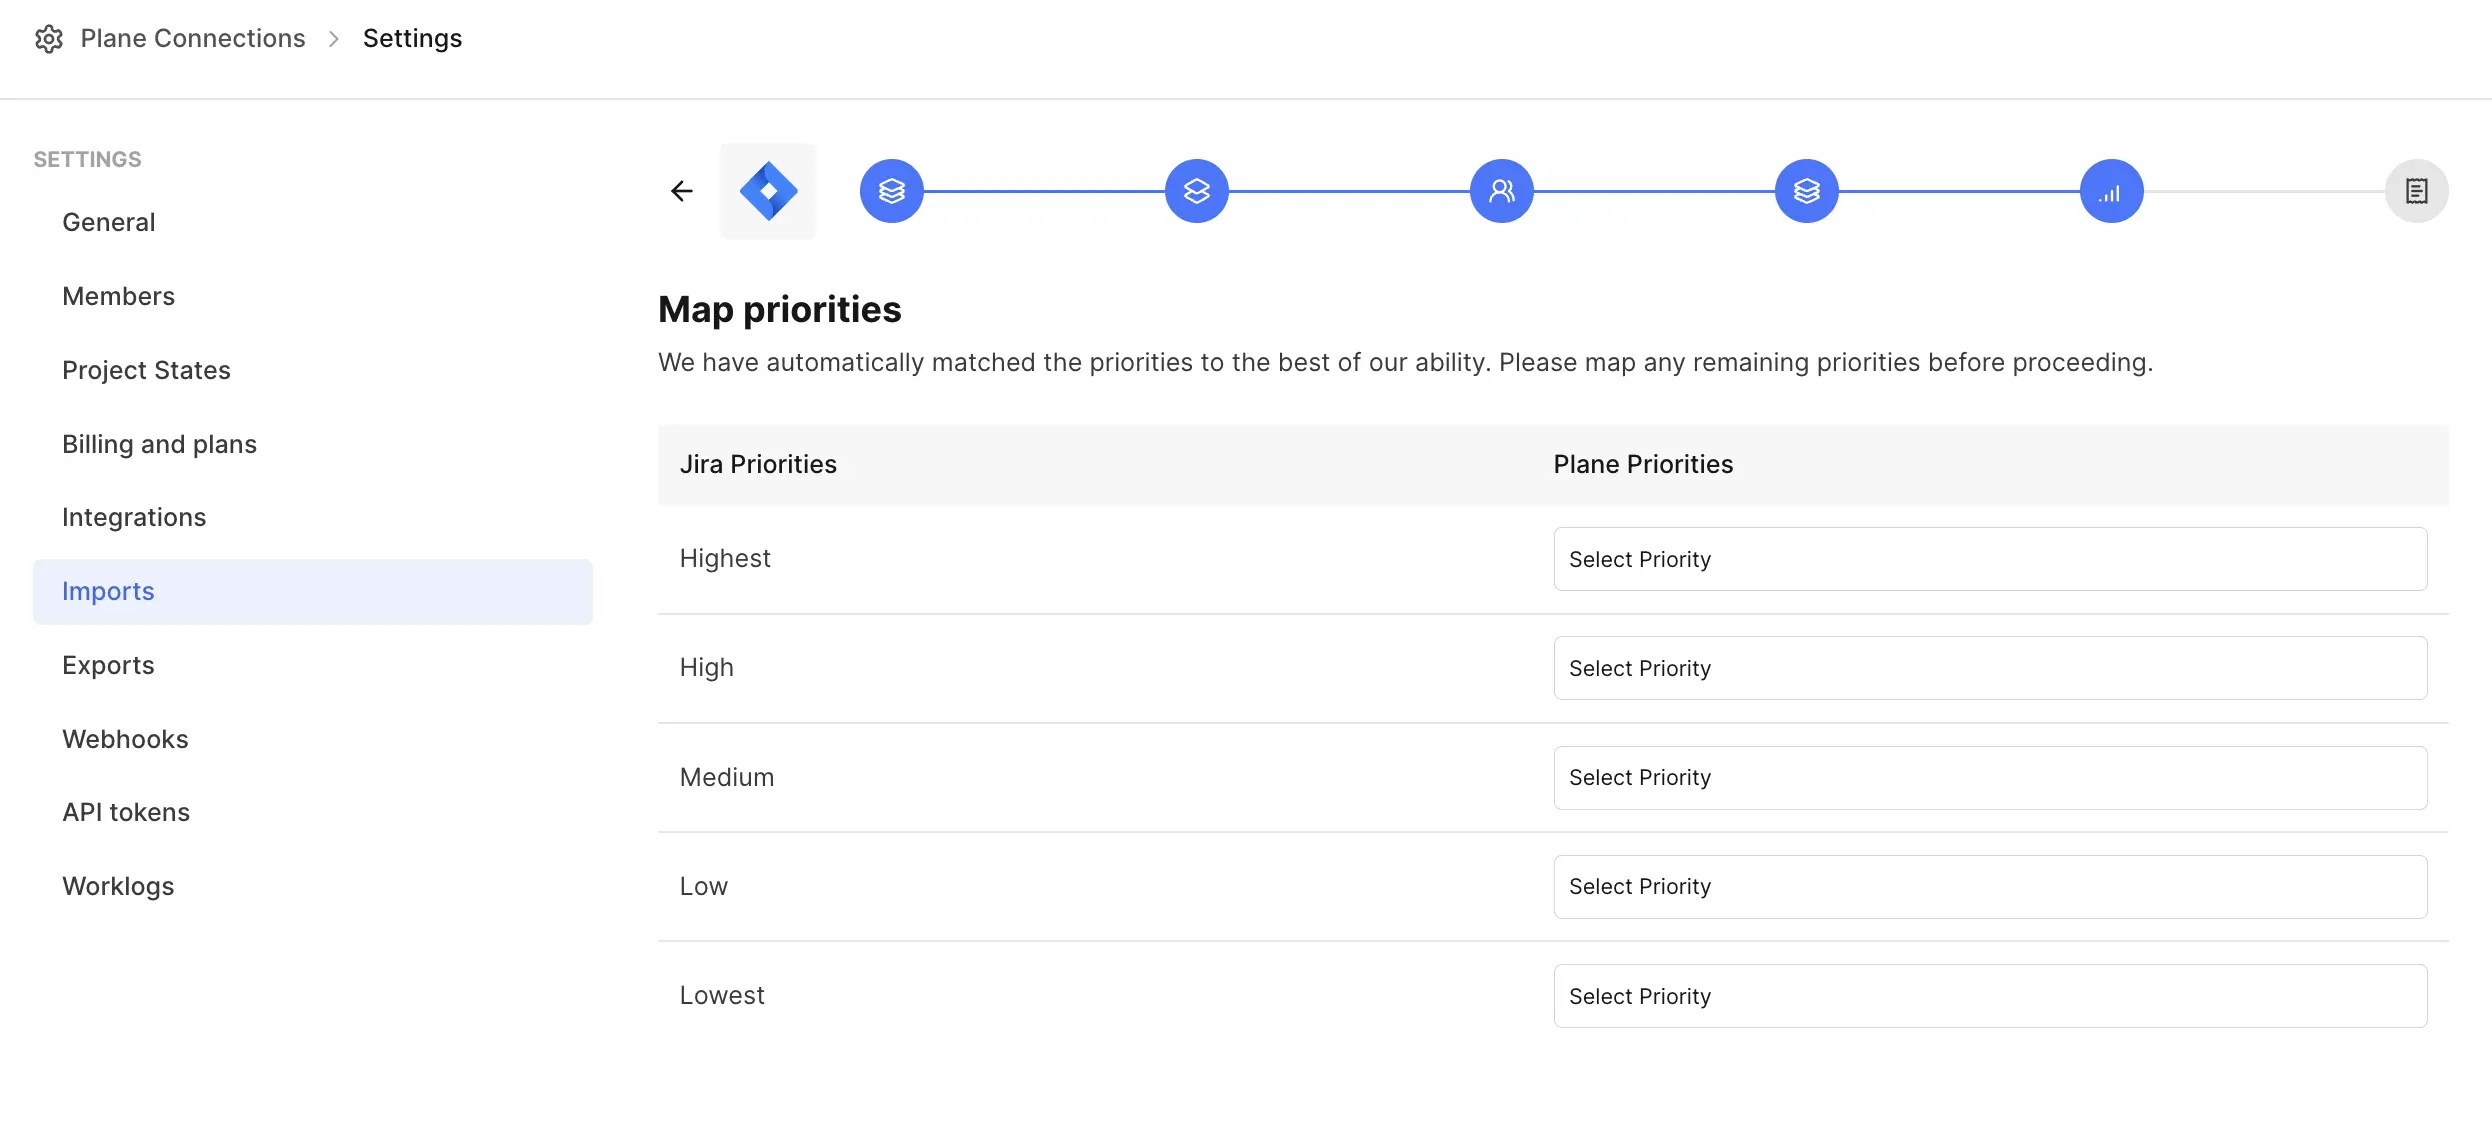 Plane Connections > Settings
SETTINGS
General
Members
Project States
Billing and plans
Integrations
Imports
Exports
Webhooks
API tokens
Worklogs
Map priorities
We have automatically matched the priorities to the best of our ability. Please map any remaining priorities before proceeding.
Jira Priorities Plane Priorities
Highest Select Priority
High Select Priority
Medium Select Priority
Low Select Priority
Lowest Select Priority